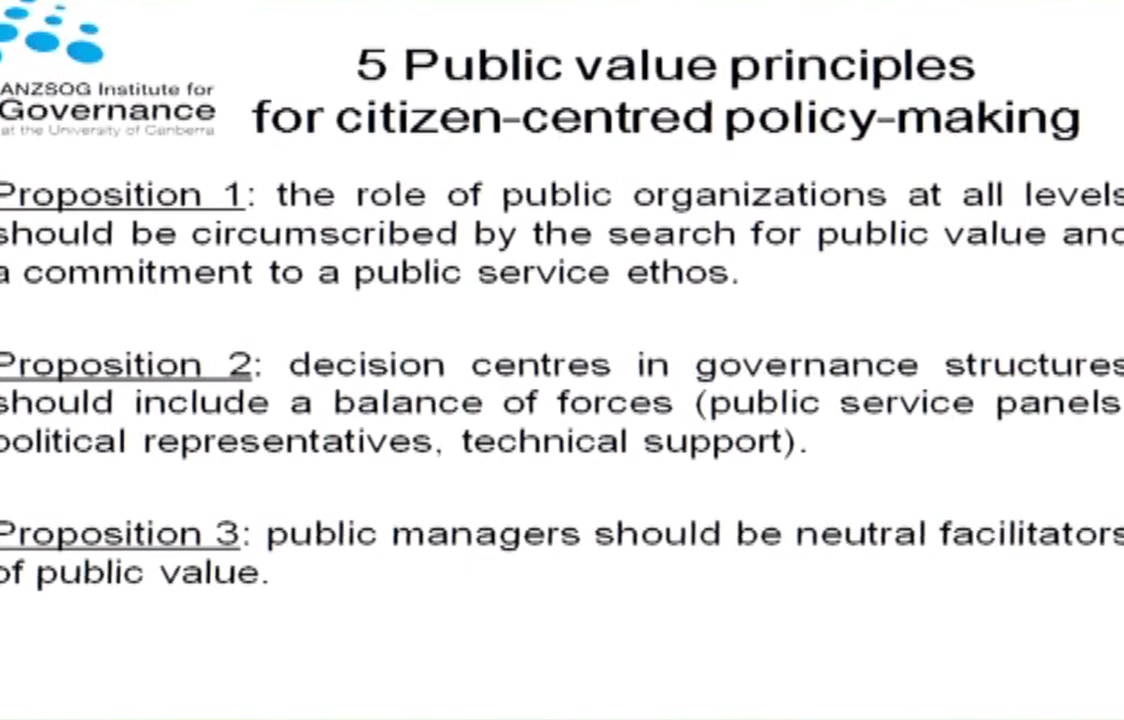 5 Public value principles
for citizen-centred policy-making
ANZSOG Institute for
Governance
at the University of Canberra
Proposition 1: the role of public organizations at all levels
should be circumscribed by the search for public value and
a commitment to a public service ethos.
Proposition 2: decision centres in governance structures
should include a balance of forces (public service panels,
political representatives, technical support).
Proposition 3: public managers should be neutral facilitators
of public value.